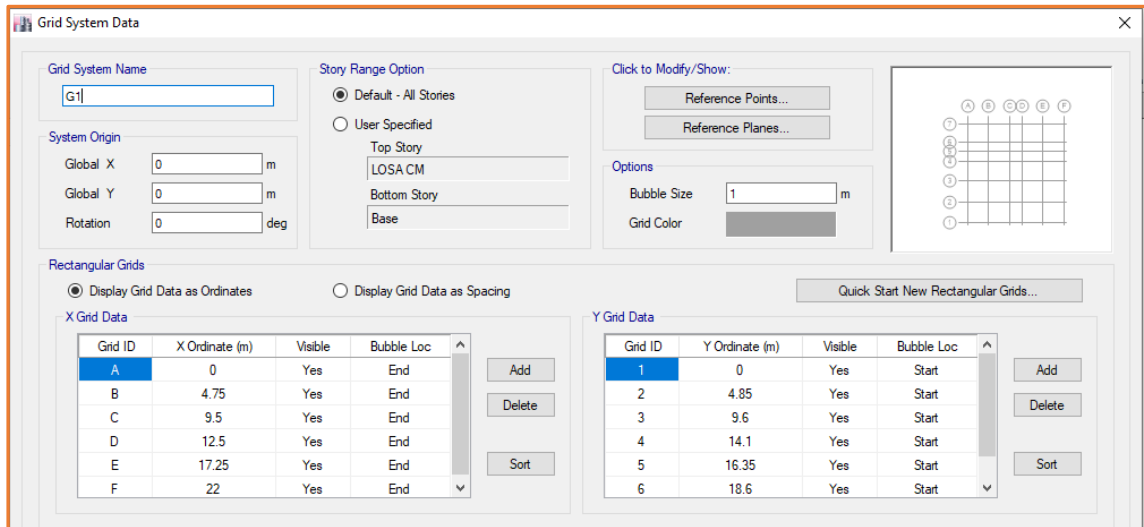 Grid System Data
Grid System Name
G1
System Origin
Global X 0 m
Global Y 0 m
Rotation 0 deg
Story Range Option
Default - All Stories
User Specified
Top Story
LOSA CM
Bottom Story
Base
Click to Modify/Show:
Reference Points...
Reference Planes...
Options
Bubble Size 1 m
Grid Color
A B C D E F
7
6
5
4
3
2
1
Rectangular Grids
Display Grid Data as Ordinates Display Grid Data as Spacing Quick Start New Rectangular Grids...
X Grid Data
Grid ID X Ordinate (m) Visible Bubble Loc
A 0 Yes End
B 4.75 Yes End
C 9.5 Yes End
D 12.5 Yes End
E 17.25 Yes End
F 22 Yes End
Add
Delete
Sort
Y Grid Data
Grid ID Y Ordinate (m) Visible Bubble Loc
1 0 Yes Start
2 4.85 Yes Start
3 9.6 Yes Start
4 14.1 Yes Start
5 16.35 Yes Start
6 18.6 Yes Start
Add
Delete
Sort